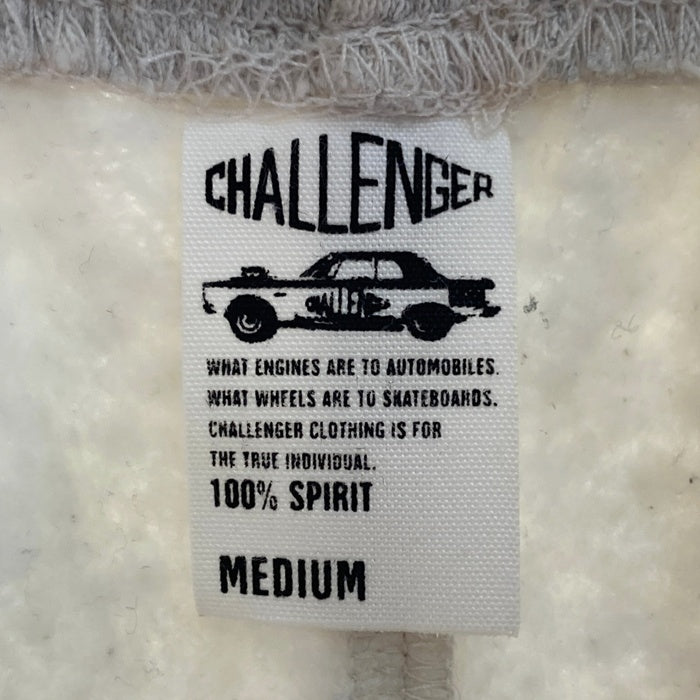 CHALLENGER
CHALLENGER
WHAT ENGINES ARE TO AUTOMOBILES.
WHAT WHEELS ARE TO SKATEBOARDS.
CHALLENGER CLOTHING IS FOR
THE TRUE INDIVIDUAL.
100% SPIRIT
MEDIUM